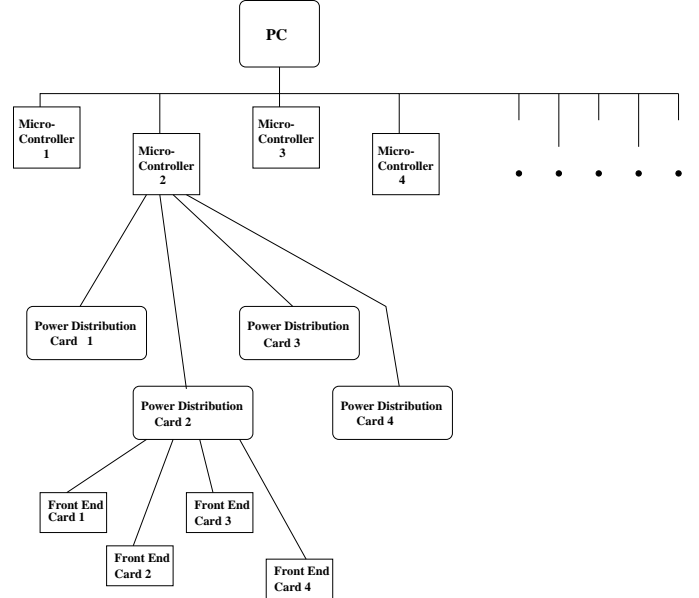 PC
Micro-
Controller
1
Micro-
Controller
2
Micro-
Controller
3
Micro-
Controller
4
Power Distribution
Card 1
Power Distribution
Card 3
Power Distribution
Card 2
Power Distribution
Card 4
Front End
Card 1
Front End
Card 3
Front End
Card 2
Front End
Card 4